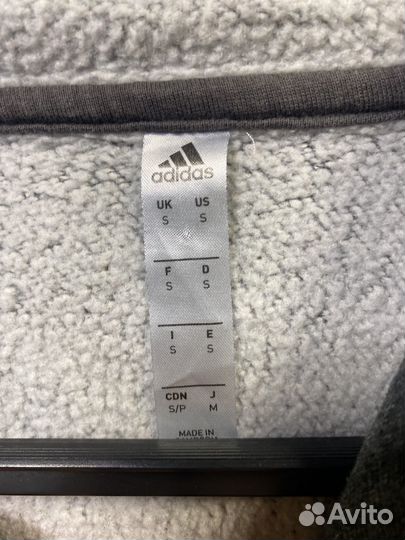 adidas
UK US
S S
F D
S S
I E
S S
CDN J
S/P M
MADE IN
Avito